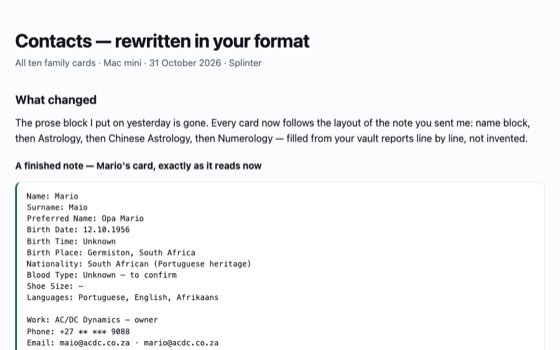 Contacts — rewritten in your format
All ten family cards · Mac mini · 31 October 2026 · Splinter
What changed
The prose block I put on yesterday is gone. Every card now follows the layout of the note you sent me: name block,
then Astrology, then Chinese Astrology, then Numerology — filled from your vault reports line by line, not invented.
A finished note — Mario's card, exactly as it reads now
Name: Mario
Surname: Maio
Preferred Name: Opa Mario
Birth Date: 12.10.1956
Birth Time: Unknown
Birth Place: Germiston, South Africa
Nationality: South African (Portuguese heritage)
Blood Type: Unknown — to confirm
Shoe Size: —
Languages: Portuguese, English, Afrikaans
Work: AC/DC Dynamics — owner
Phone: +27 ** *** 9088
Email: maio@acdc.co.za · mario@acdc.co.za